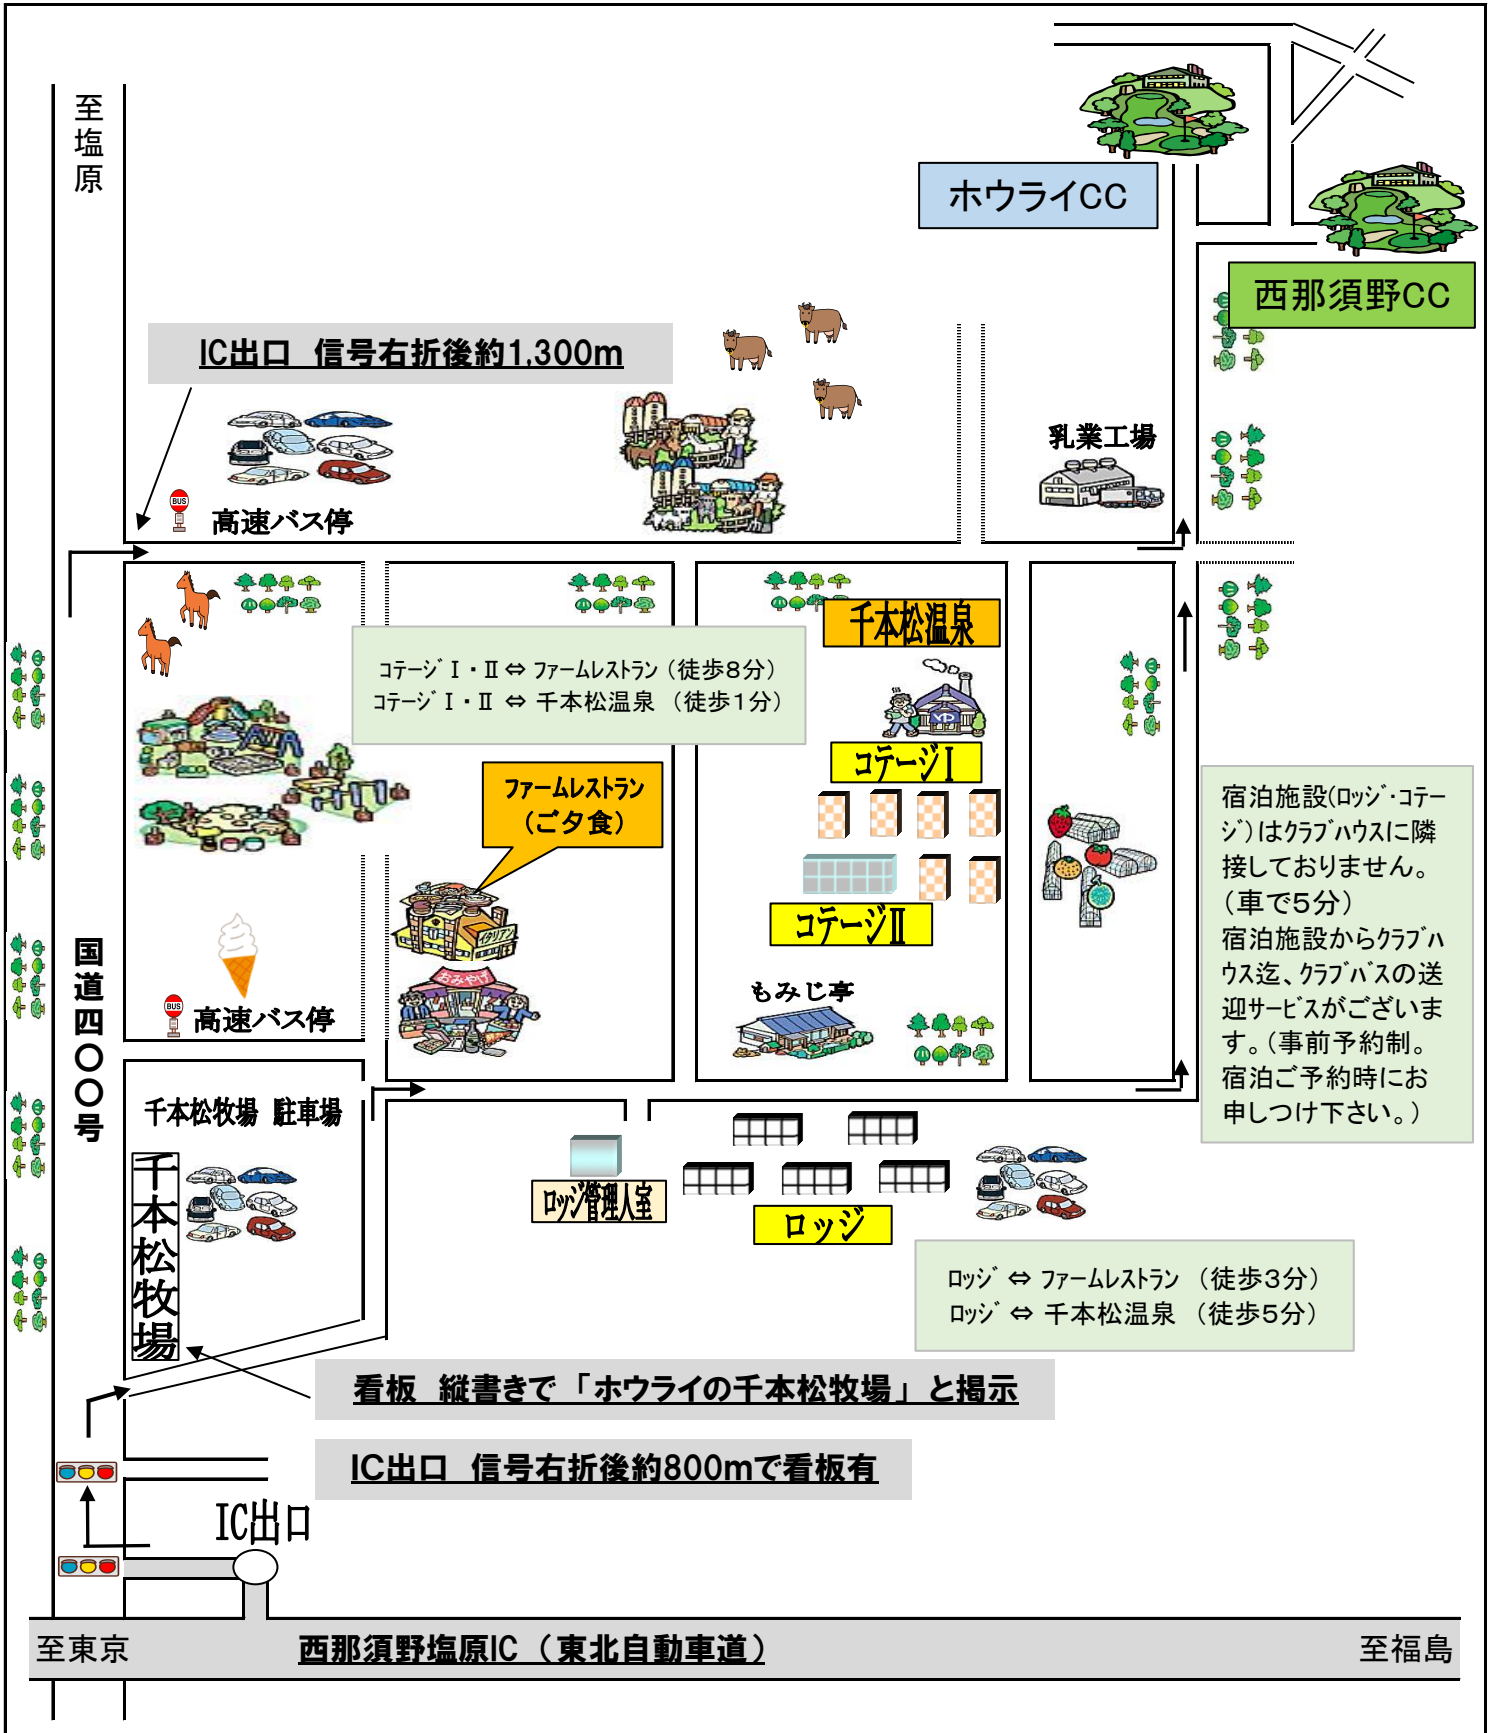 至塩原
ホウライCC
西那須野CC
IC出口　信号右折後約1,300m
乳業工場
BUS
高速バス停
千本松温泉
コテージⅠ・Ⅱ ⇔ ファームレストラン（徒歩8分）
コテージⅠ・Ⅱ ⇔ 千本松温泉　（徒歩1分）
コテージⅠ
ファームレストラン
（ご夕食）
イタリアン
コテージⅡ
おみやげ
もみじ亭
宿泊施設(ロッジ・コテー
ジ)はクラブハウスに隣
接しておりません。
（車で5分）
宿泊施設からクラブハ
ウス迄、クラブバスの送
迎サービスがございま
す。（事前予約制。
宿泊ご予約時にお
申しつけ下さい。）
国道四〇〇号
BUS
高速バス停
千本松牧場　駐車場
千本松牧場
ロッジ管理人室
ロッジ
ロッジ ⇔ ファームレストラン　（徒歩3分）
ロッジ ⇔ 千本松温泉　（徒歩5分）
看板　縦書きで「ホウライの千本松牧場」と掲示
IC出口　信号右折後約800mで看板有
IC出口
至東京
西那須野塩原IC（東北自動車道）
至福島